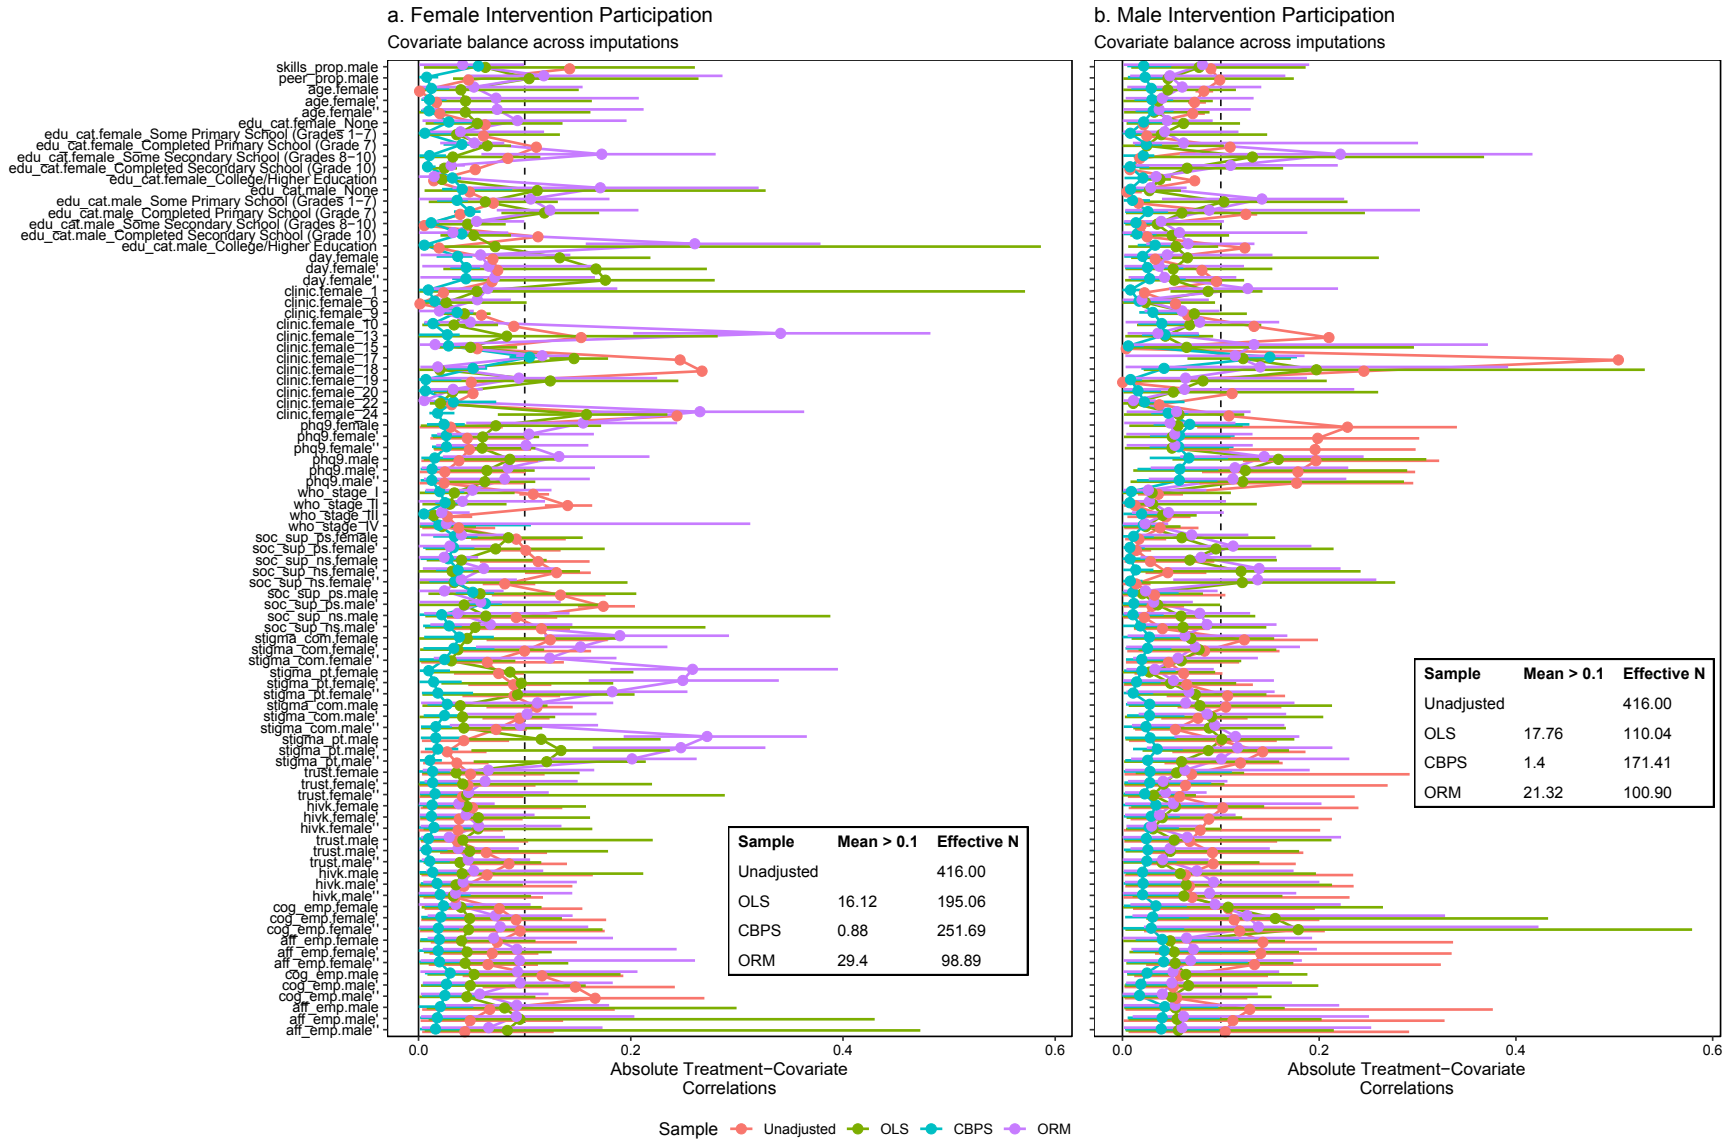 a. Female Intervention Participation
Covariate balance across imputations
b. Male Intervention Participation
Covariate balance across imputations
skills_prop.male
peer_prop.male
age.female
age.female'
age.female''
edu_cat.female_None
edu_cat.female_Some Primary School (Grades 1−7)
edu_cat.female_Completed Primary School (Grade 7)
edu_cat.female_Some Secondary School (Grades 8−10)
edu_cat.female_Completed Secondary School (Grade 10)
edu_cat.female_College/Higher Education
edu_cat.male_None
edu_cat.male_Some Primary School (Grades 1−7)
edu_cat.male_Completed Primary School (Grade 7)
edu_cat.male_Some Secondary School (Grades 8−10)
edu_cat.male_Completed Secondary School (Grade 10)
edu_cat.male_College/Higher Education
day.female
day.female'
day.female''
clinic.female_1
clinic.female_6
clinic.female_9
clinic.female_10
clinic.female_13
clinic.female_15
clinic.female_17
clinic.female_18
clinic.female_19
clinic.female_20
clinic.female_22
clinic.female_24
phq9.female
phq9.female'
phq9.female''
phq9.male
phq9.male'
phq9.male''
who_stage_I
who_stage_II
who_stage_III
who_stage_IV
soc_sup_ps.female
soc_sup_ps.female'
soc_sup_ns.female
soc_sup_ns.female'
soc_sup_ns.female''
soc_sup_ps.male
soc_sup_ps.male'
soc_sup_ns.male
soc_sup_ns.male'
stigma_com.female
stigma_com.female'
stigma_com.female''
stigma_pt.female
stigma_pt.female'
stigma_pt.female''
stigma_com.male
stigma_com.male'
stigma_com.male''
stigma_pt.male
stigma_pt.male'
stigma_pt.male''
trust.female
trust.female'
trust.female''
hivk.female
hivk.female'
hivk.female''
trust.male
trust.male'
trust.male''
hivk.male
hivk.male'
hivk.male''
cog_emp.female
cog_emp.female'
cog_emp.female''
aff_emp.female
aff_emp.female'
aff_emp.female''
cog_emp.male
cog_emp.male'
cog_emp.male''
aff_emp.male
aff_emp.male'
aff_emp.male''
Sample Mean > 0.1 Effective N
Unadjusted 416.00
OLS 16.12 195.06
CBPS 0.88 251.69
ORM 29.4 98.89
Sample Mean > 0.1 Effective N
Unadjusted 416.00
OLS 17.76 110.04
CBPS 1.4 171.41
ORM 21.32 100.90
0.0 0.2 0.4 0.6
Absolute Treatment−Covariate
Correlations
0.0 0.2 0.4 0.6
Absolute Treatment−Covariate
Correlations
Sample Unadjusted OLS CBPS ORM